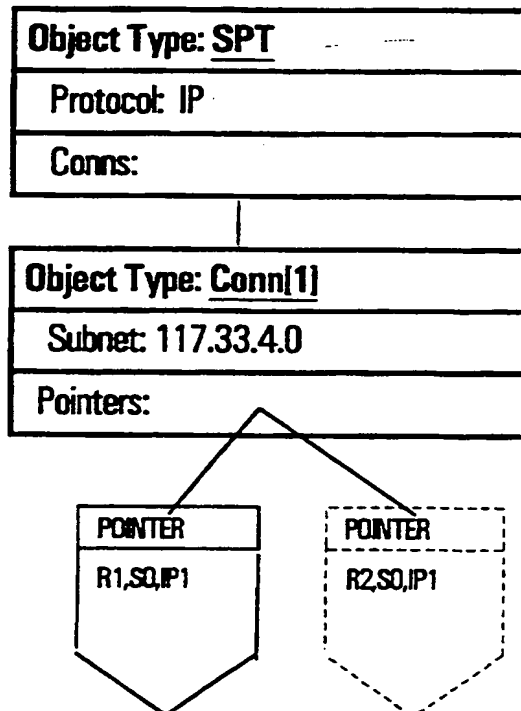 Object Type: SPT
Protocol: IP
Conns:
Object Type: Conn[1]
Subnet: 117.33.4.0
Pointers:
POINTER
R1,S0,IP1
POINTER
R2,S0,IP1